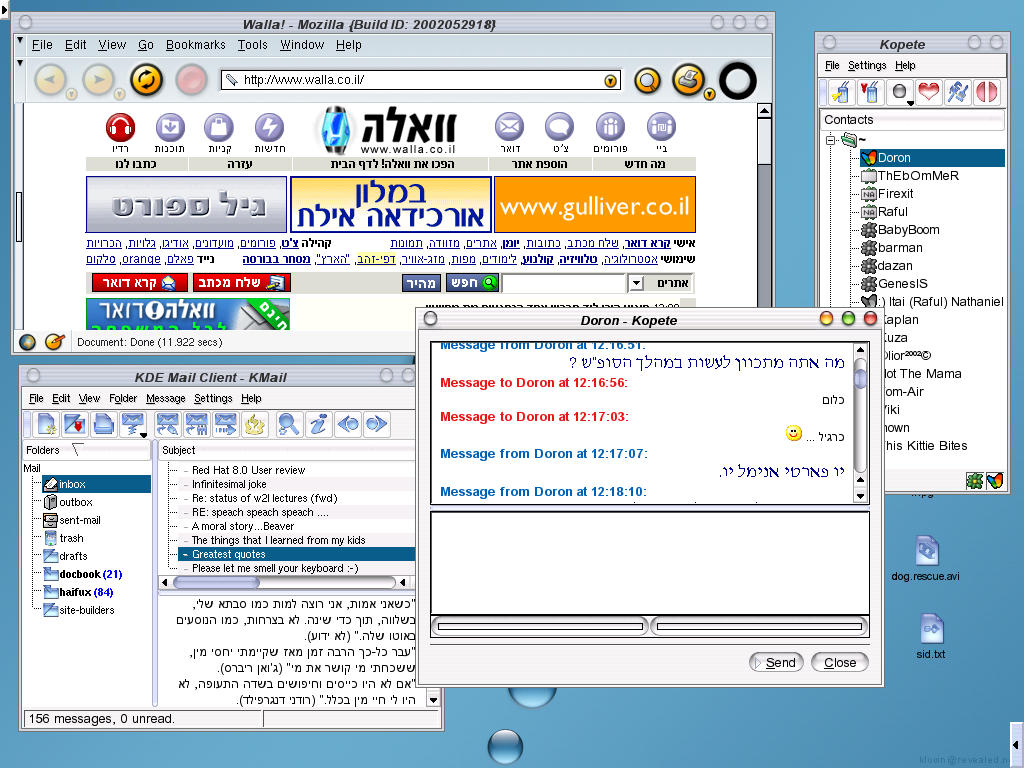 Walla! - Mozilla {Build ID: 2002052918}
File Edit View Go Bookmarks Tools Window Help
http://www.walla.co.il/
רדיו תוכנות קניות חדשות
וואלה
www.walla.co.il
דואר צ'ט פורומים ביי
מה חדש הוספת אתר הפכו את וואלה! לדף הבית עזרה כתבו לנו
גיל ספורט
במלון
אורכידאה אילת
www.gulliver.co.il
אישי קרא דואר, שלח מכתב, כתובות, יומן, אתרים, מזוודה, תמונות
קהילה צ'ט, פורומים, מועדונים, אודיגו, גלויות, הכרויות
שימושי אסטרולוגיה, טלוויזיה, קולנוע, לימודים, מפות, מזג-אוויר, דפי-זהב, "הארץ", מסחר בבורסה
נייד פאלם, orange, סלקום
אתרים חפש מהיר שלח מכתב קרא דואר
וואלה!דואר
חינם
Document: Done (11.922 secs)
Kopete
File Settings Help
Contacts
~
Doron
ThEbOmMeR
Firexit
Raful
BabyBoom
barman
dazan
GenesIS
:) Itai (Raful) Nathaniel
Kaplan
Olior²⁰⁰²©
Not The Mama
This Kittie Bites
KDE Mail Client - KMail
File Edit View Folder Message Settings Help
Folders
Mail
inbox
outbox
sent-mail
trash
drafts
docbook (21)
haifux (84)
site-builders
Subject
Red Hat 8.0 User review
Infinitesimal joke
Re: status of w2l lectures (fwd)
RE: speach speach speach ....
A moral story...Beaver
The things that I learned from my kids
Greatest quotes
Please let me smell your keyboard :-)
"כשאני אמות, אני רוצה למות כמו סבתא שלי,
בשלווה, תוך כדי שינה. לא בצרחות, כמו הנוסעים
באוטו שלה." (לא ידוע).
"עבר כל-כך הרבה זמן מאז שקיימתי יחסי מין,
ששכחתי מי קושר את מי" (ג'ואן ריברס).
"אם לא היו כייסים וחיפושים בשדה התעופה, לא
היו לי חיי מין בכלל." (רודני דנגרפילד).
156 messages, 0 unread.
Doron - Kopete
Message from Doron at 12:16:51:
מה אתה מתכוון לעשות במהלך הסופ"ש ?
Message to Doron at 12:16:56:
כלום
Message to Doron at 12:17:03:
כרגיל ...
Message from Doron at 12:17:07:
יו פארטי אנימל יו.
Message from Doron at 12:18:10:
Send Close
dog.rescue.avi
sid.txt